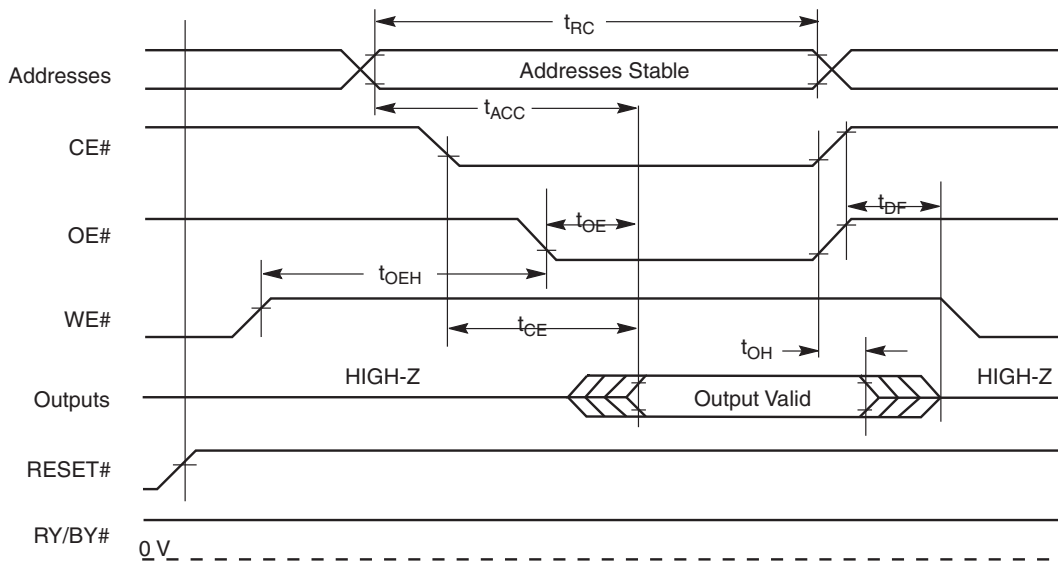 tRC
Addresses
Addresses Stable
tACC
CE#
tDF
OE#
tOE
tOEH
WE#
tCE
tOH
HIGH-Z
HIGH-Z
Outputs
Output Valid
RESET#
RY/BY#
0 V